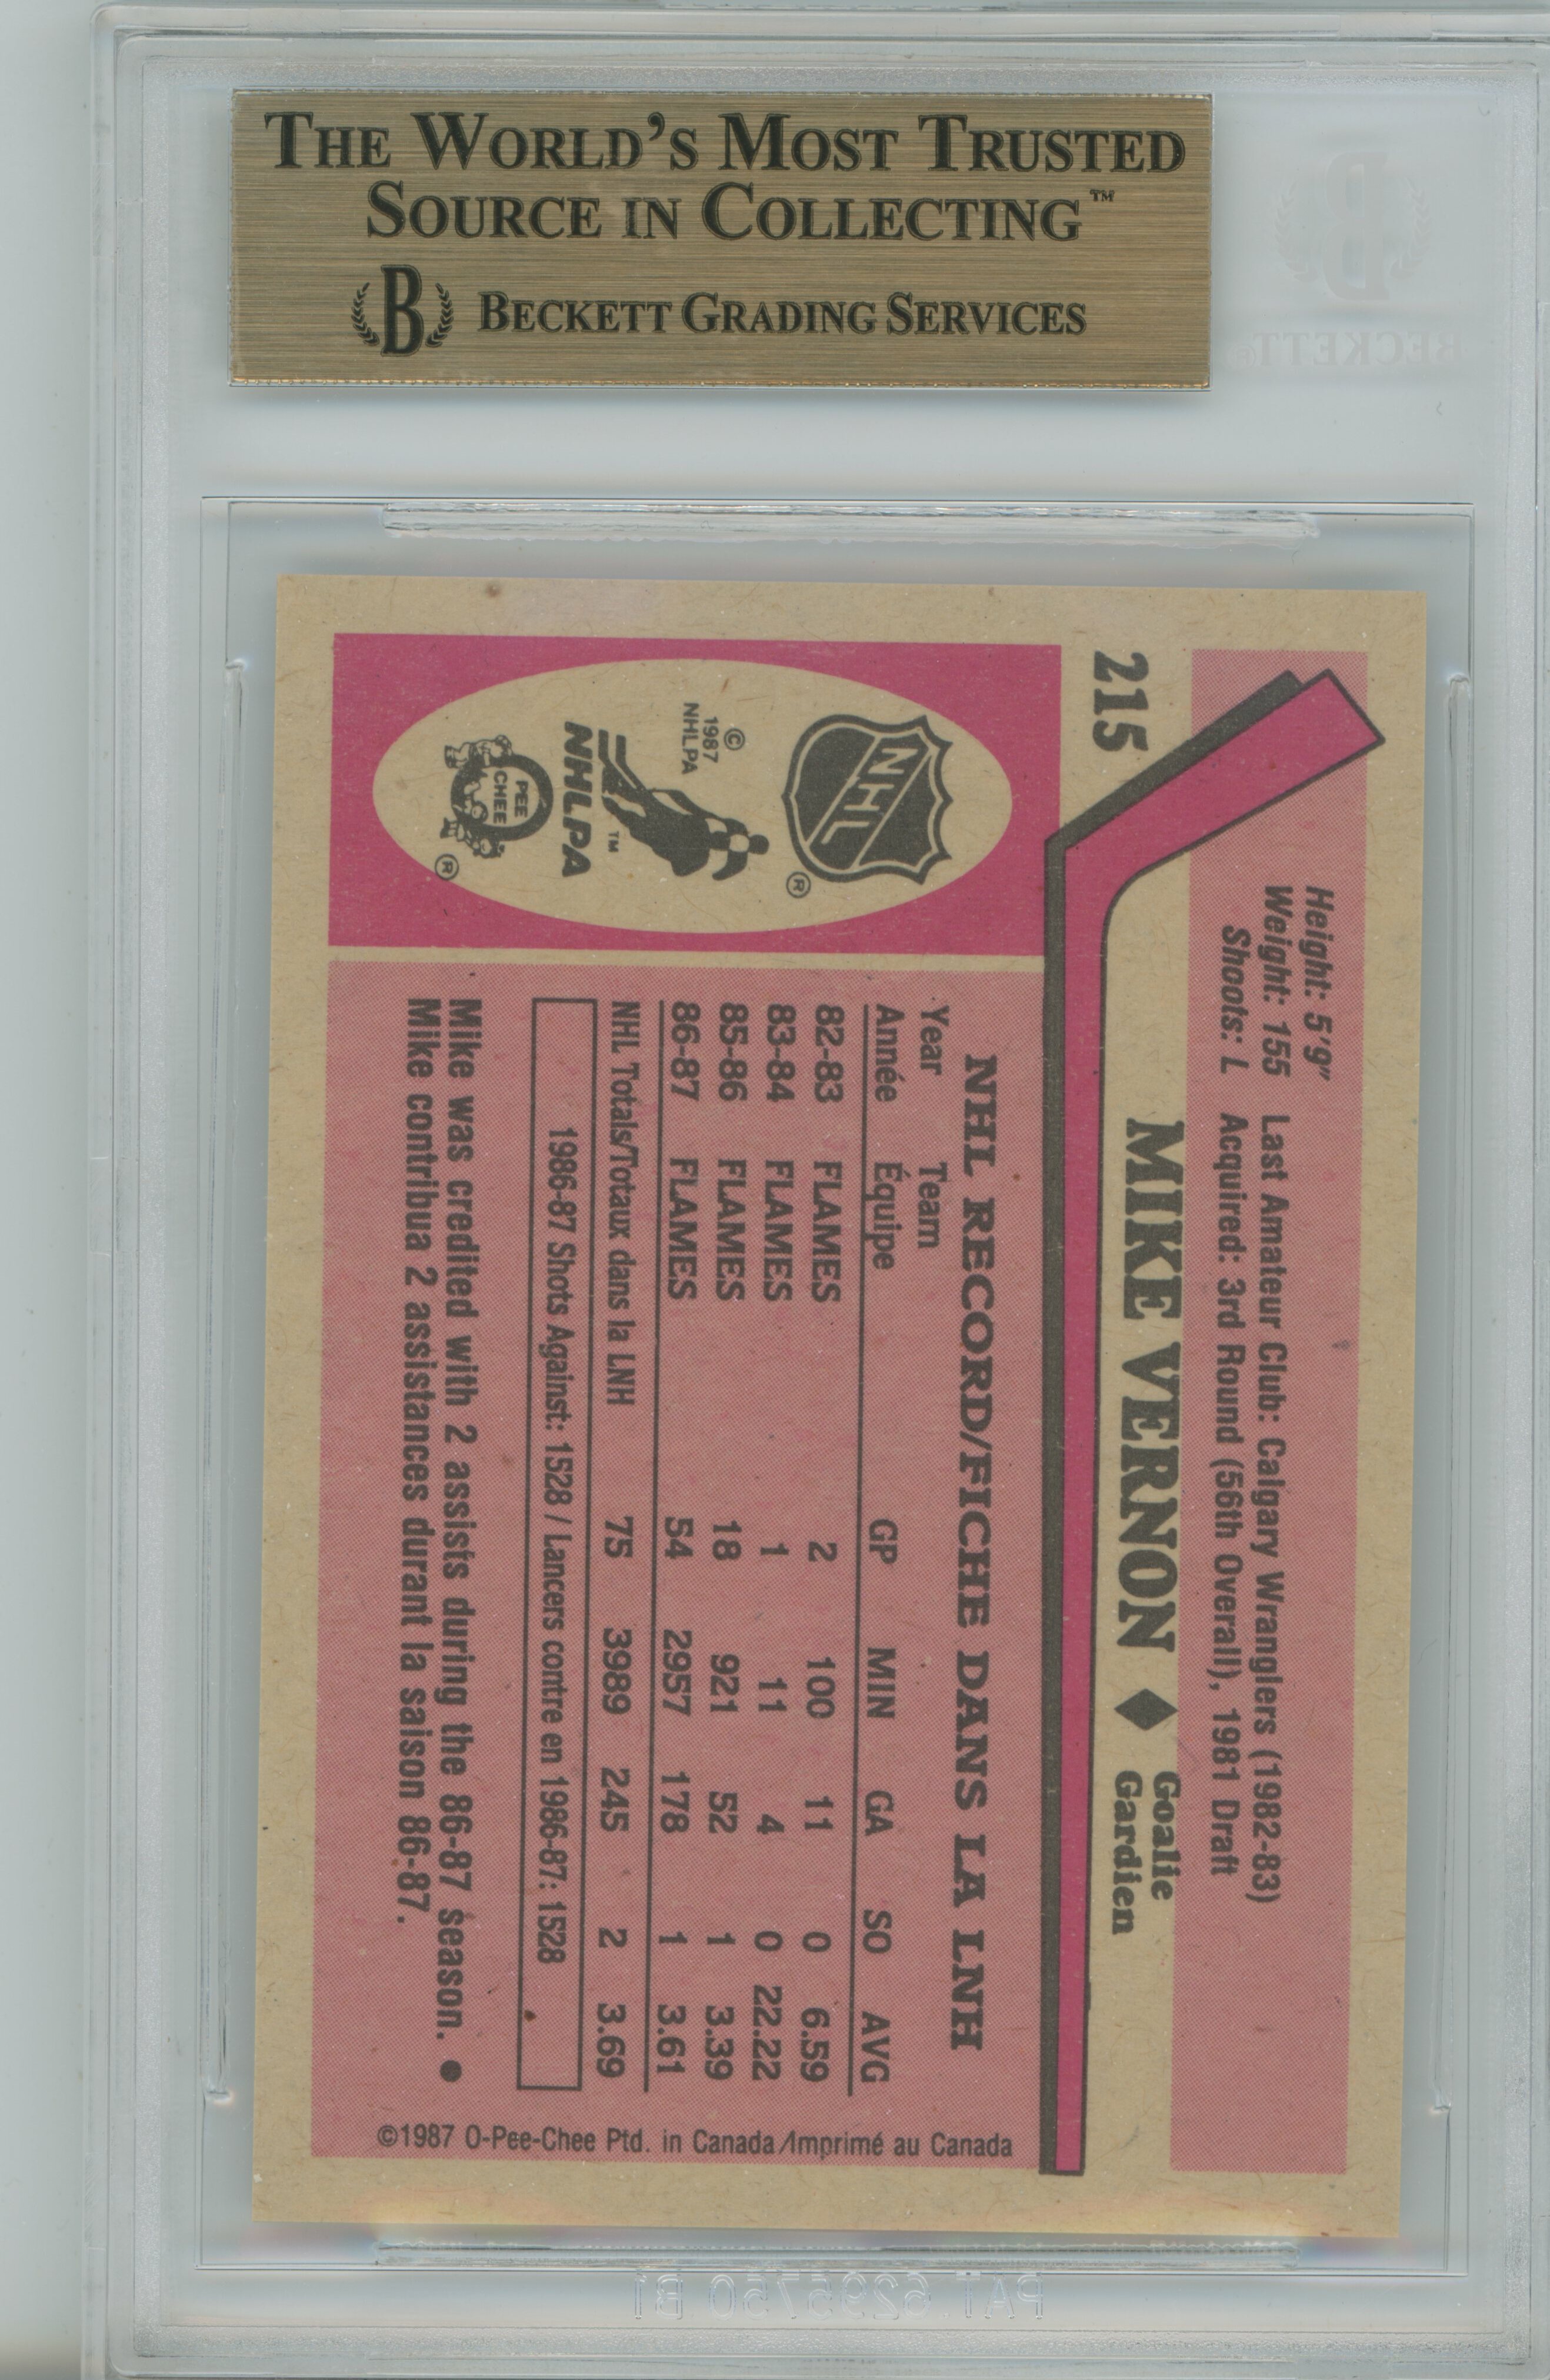 THE WORLD'S MOST TRUSTED
SOURCE IN COLLECTING™
B BECKETT GRADING SERVICES
B
BECKETT
215
Height: 5'9"
Weight: 155 Last Amateur Club: Calgary Wranglers (1982-83)
Shoots: L Acquired: 3rd Round (56th Overall), 1981 Draft
MIKE VERNON ♦ Goalie
Gardien
NHL ®
© 1987 NHLPA
NHLPA ™
O PEE CHEE ®
NHL RECORD/FICHE DANS LA LNH
Year Team
Année Équipe GP MIN GA SO AVG
82-83 FLAMES 2 100 11 0 6.59
83-84 FLAMES 1 11 4 0 22.22
85-86 FLAMES 18 921 52 1 3.39
86-87 FLAMES 54 2957 178 1 3.61
NHL Totals/Totaux dans la LNH 75 3989 245 2 3.69
1986-87 Shots Against: 1528 / Lancers contre en 1986-87: 1528
Mike was credited with 2 assists during the 86-87 season. ●
Mike contribua 2 assistances durant la saison 86-87.
©1987 O-Pee-Chee Ptd. in Canada/Imprimé au Canada
PAT. 6295750 B1